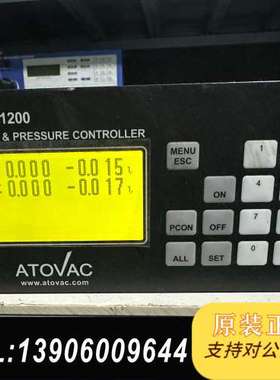 1200
& PRESSURE CONTROLLER
0.000 -0.015
0.000 -0.017
MENU
ESC
1
ON
4
PCON
OFF
7
ALL
SET
0
ATOVAC
atovac.com
原装正
支持对公
L:13906009644